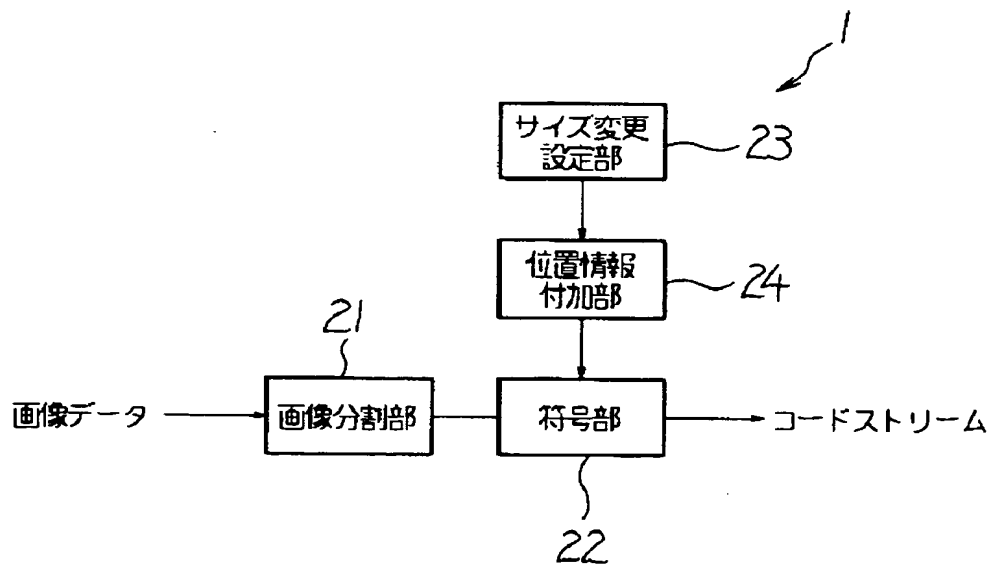 1
サイズ変更
設定部
23
位置情報
付加部
24
21
画像データ
画像分割部
符号部
コードストリーム
22